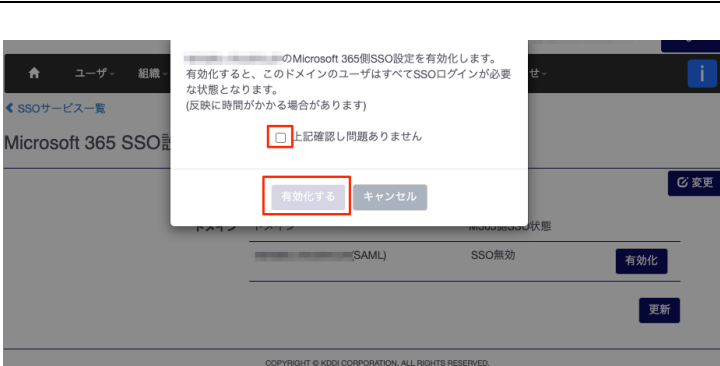 のMicrosoft 365側SSO設定を有効化します。
有効化すると、このドメインのユーザはすべてSSOログインが必要
な状態となります。
(反映に時間がかかる場合があります)
上記確認し問題ありません
有効化する キャンセル
ユーザ 組織 せ
i
SSOサービス一覧
Microsoft 365 SSO設
変更
ドメイン ドメイン M365側SSO状態
(SAML) SSO無効 有効化
更新
COPYRIGHT © KDDI CORPORATION, ALL RIGHTS RESERVED.